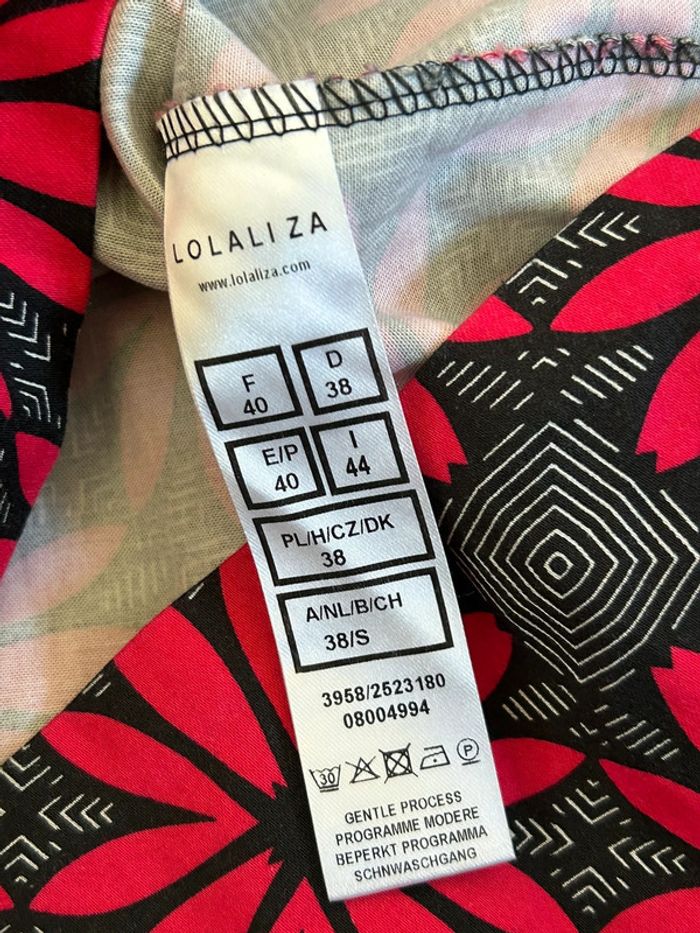 LOLALIZA
www.lolaliza.com
F
40
D
38
E/P
40
I
44
PL/H/CZ/DK
38
A/NL/B/CH
38/S
3958/2523180
08004994
30
P
GENTLE PROCESS
PROGRAMME MODERE
BEPERKT PROGRAMMA
SCHNWASCHGANG